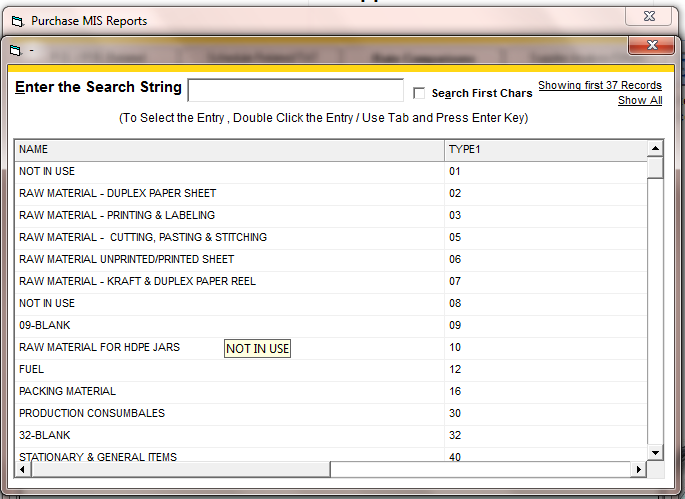 Purchase MIS Reports
-
Enter the Search String
Search First Chars
Showing first 37 Records
Show All
(To Select the Entry , Double Click the Entry / Use Tab and Press Enter Key)
NAME TYPE1
NOT IN USE 01
RAW MATERIAL - DUPLEX PAPER SHEET 02
RAW MATERIAL - PRINTING & LABELING 03
RAW MATERIAL - CUTTING, PASTING & STITCHING 05
RAW MATERIAL UNPRINTED/PRINTED SHEET 06
RAW MATERIAL - KRAFT & DUPLEX PAPER REEL 07
NOT IN USE 08
09-BLANK 09
RAW MATERIAL FOR HDPE JARS 10
NOT IN USE
FUEL 12
PACKING MATERIAL 16
PRODUCTION CONSUMBALES 30
32-BLANK 32
STATIONARY & GENERAL ITEMS 40